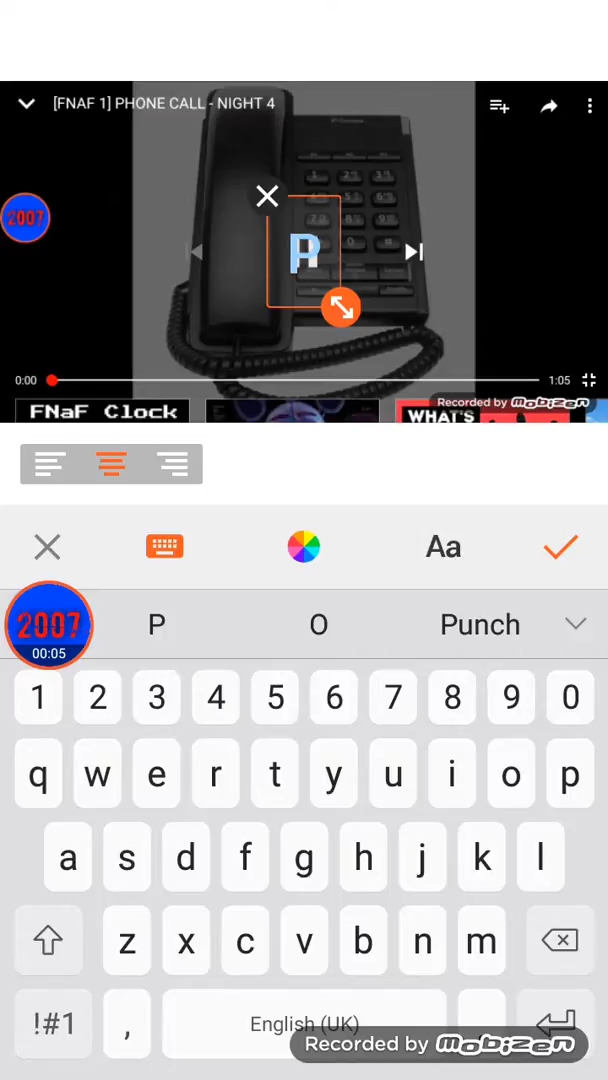 [FNAF 1] PHONE CALL - NIGHT 4
2007
P
0:00
1:05
Recorded by mobizen
FNaF Clock
WHAT'S
Aa
2007
00:05
P O Punch
1 2 3 4 5 6 7 8 9 0
q w e r t y u i o p
a s d f g h j k l
z x c v b n m
!#1 , English (UK)
Recorded by mobizen